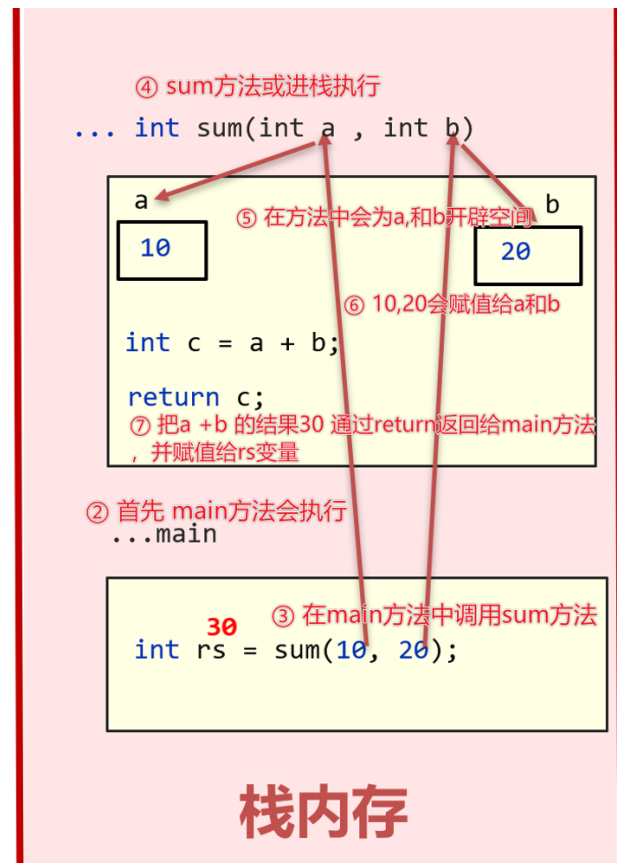 ④ sum方法或进栈执行
... int sum(int a , int b)
a
b
⑤ 在方法中会为a,和b开辟空间
10
20
⑥ 10,20会赋值给a和b
int c = a + b;
return c;
⑦ 把a +b 的结果30 通过return返回给main方法
，并赋值给rs变量
② 首先 main方法会执行
...main
③ 在main方法中调用sum方法
30
int rs = sum(10, 20);
栈内存